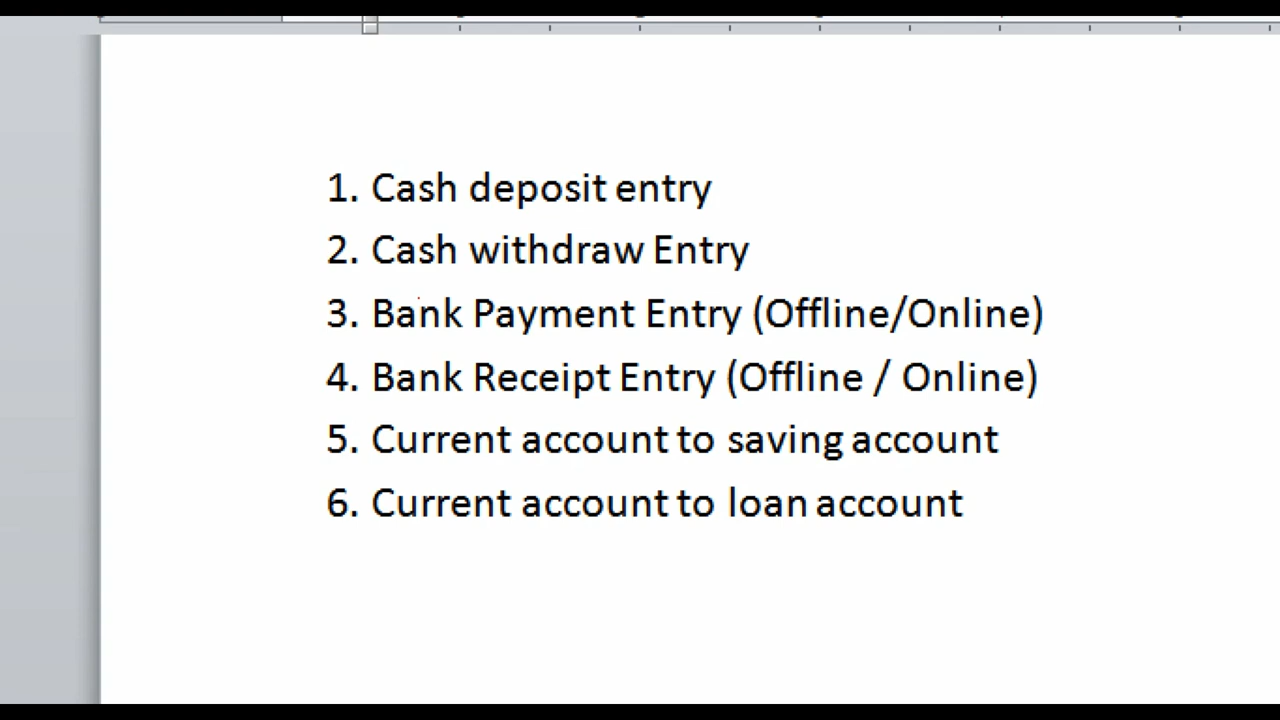 1. Cash deposit entry
2. Cash withdraw Entry
3. Bank Payment Entry (Offline/Online)
4. Bank Receipt Entry (Offline / Online)
5. Current account to saving account
6. Current account to loan account